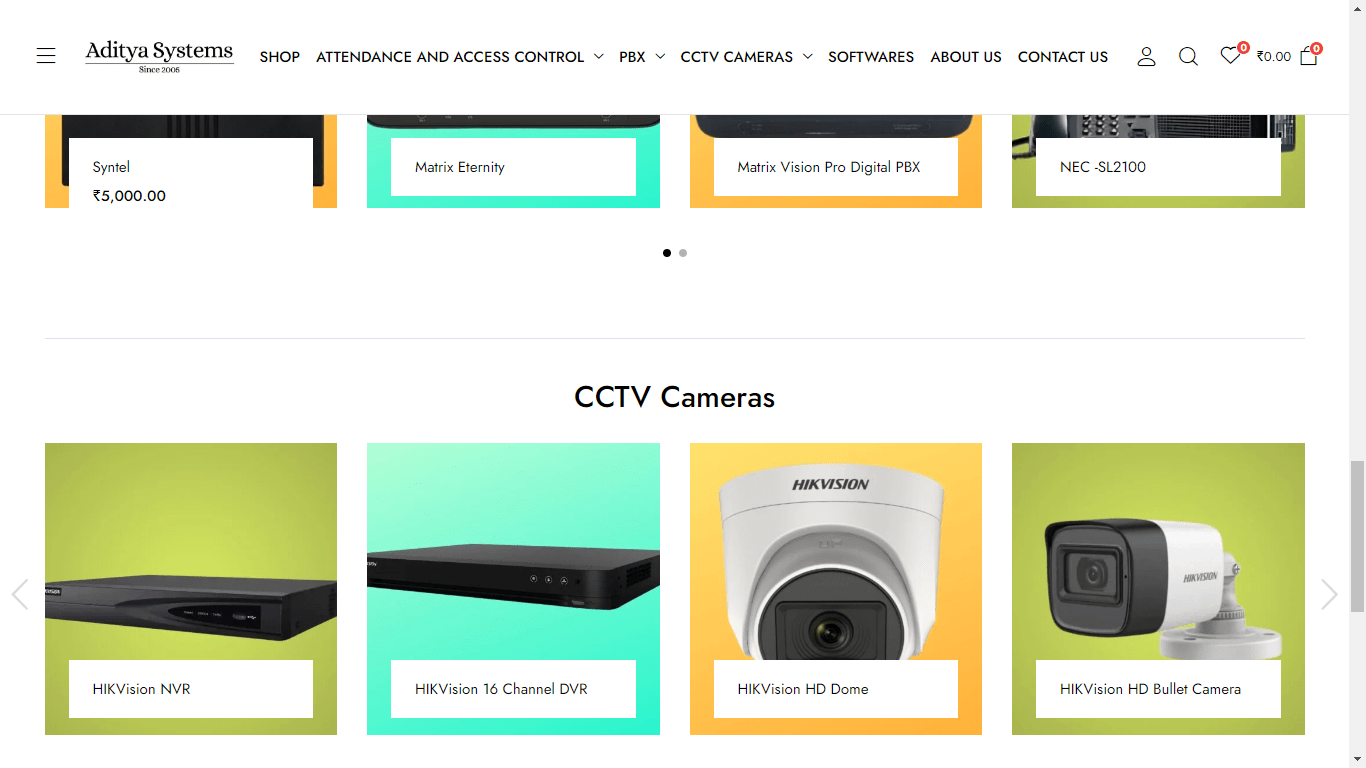 Aditya Systems
Since 2006
SHOP ATTENDANCE AND ACCESS CONTROL PBX CCTV CAMERAS SOFTWARES ABOUT US CONTACT US
0 ₹0.00 0
Syntel
₹5,000.00
Matrix Eternity
Matrix Vision Pro Digital PBX
NEC -SL2100
CCTV Cameras
HIKVision NVR
HIKVision 16 Channel DVR
HIKVISION
HIKVision HD Dome
HIKVISION
HIKVision HD Bullet Camera